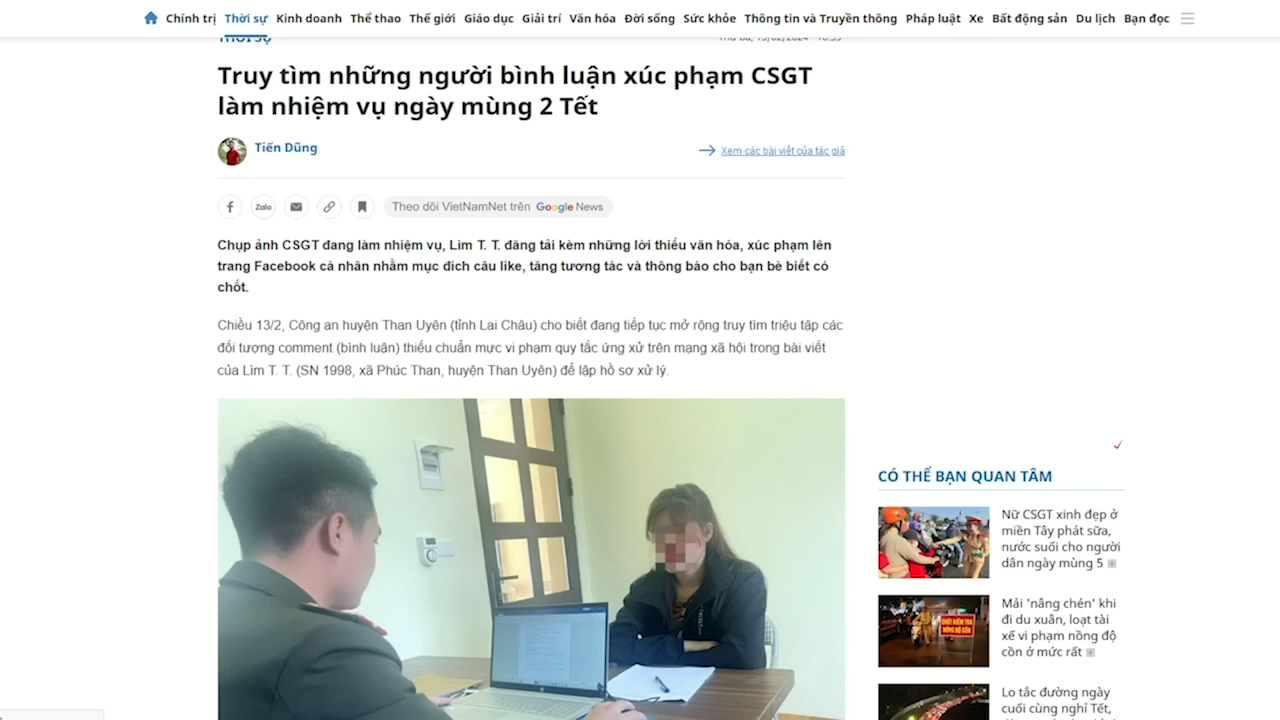 Chính trị Thời sự Kinh doanh Thể thao Thế giới Giáo dục Giải trí Văn hóa Đời sống Sức khỏe Thông tin và Truyền thông Pháp luật Xe Bất động sản Du lịch Bạn đọc
Truy tìm những người bình luận xúc phạm CSGT
làm nhiệm vụ ngày mùng 2 Tết
Tiến Dũng
Xem các bài viết của tác giả
Zalo
Theo dõi VietNamNet trên Google News
Chụp ảnh CSGT đang làm nhiệm vụ, Lìm T. T. đăng tải kèm những lời thiếu văn hóa, xúc phạm lên
trang Facebook cá nhân nhằm mục đích câu like, tăng tương tác và thông báo cho bạn bè biết có
chốt.
Chiều 13/2, Công an huyện Than Uyên (tỉnh Lai Châu) cho biết đang tiếp tục mở rộng truy tìm triệu tập các
đối tượng comment (bình luận) thiếu chuẩn mực vi phạm quy tắc ứng xử trên mạng xã hội trong bài viết
của Lìm T. T. (SN 1998, xã Phúc Than, huyện Than Uyên) để lập hồ sơ xử lý.
CÓ THỂ BẠN QUAN TÂM
Nữ CSGT xinh đẹp ở
miền Tây phát sữa,
nước suối cho người
dân ngày mùng 5
Mải 'nâng chén' khi
đi du xuân, loạt tài
xế vi phạm nồng độ
cồn ở mức rất
CHỐT KIỂM TRA
NỒNG ĐỘ CỒN
Lo tắc đường ngày
cuối cùng nghỉ Tết,